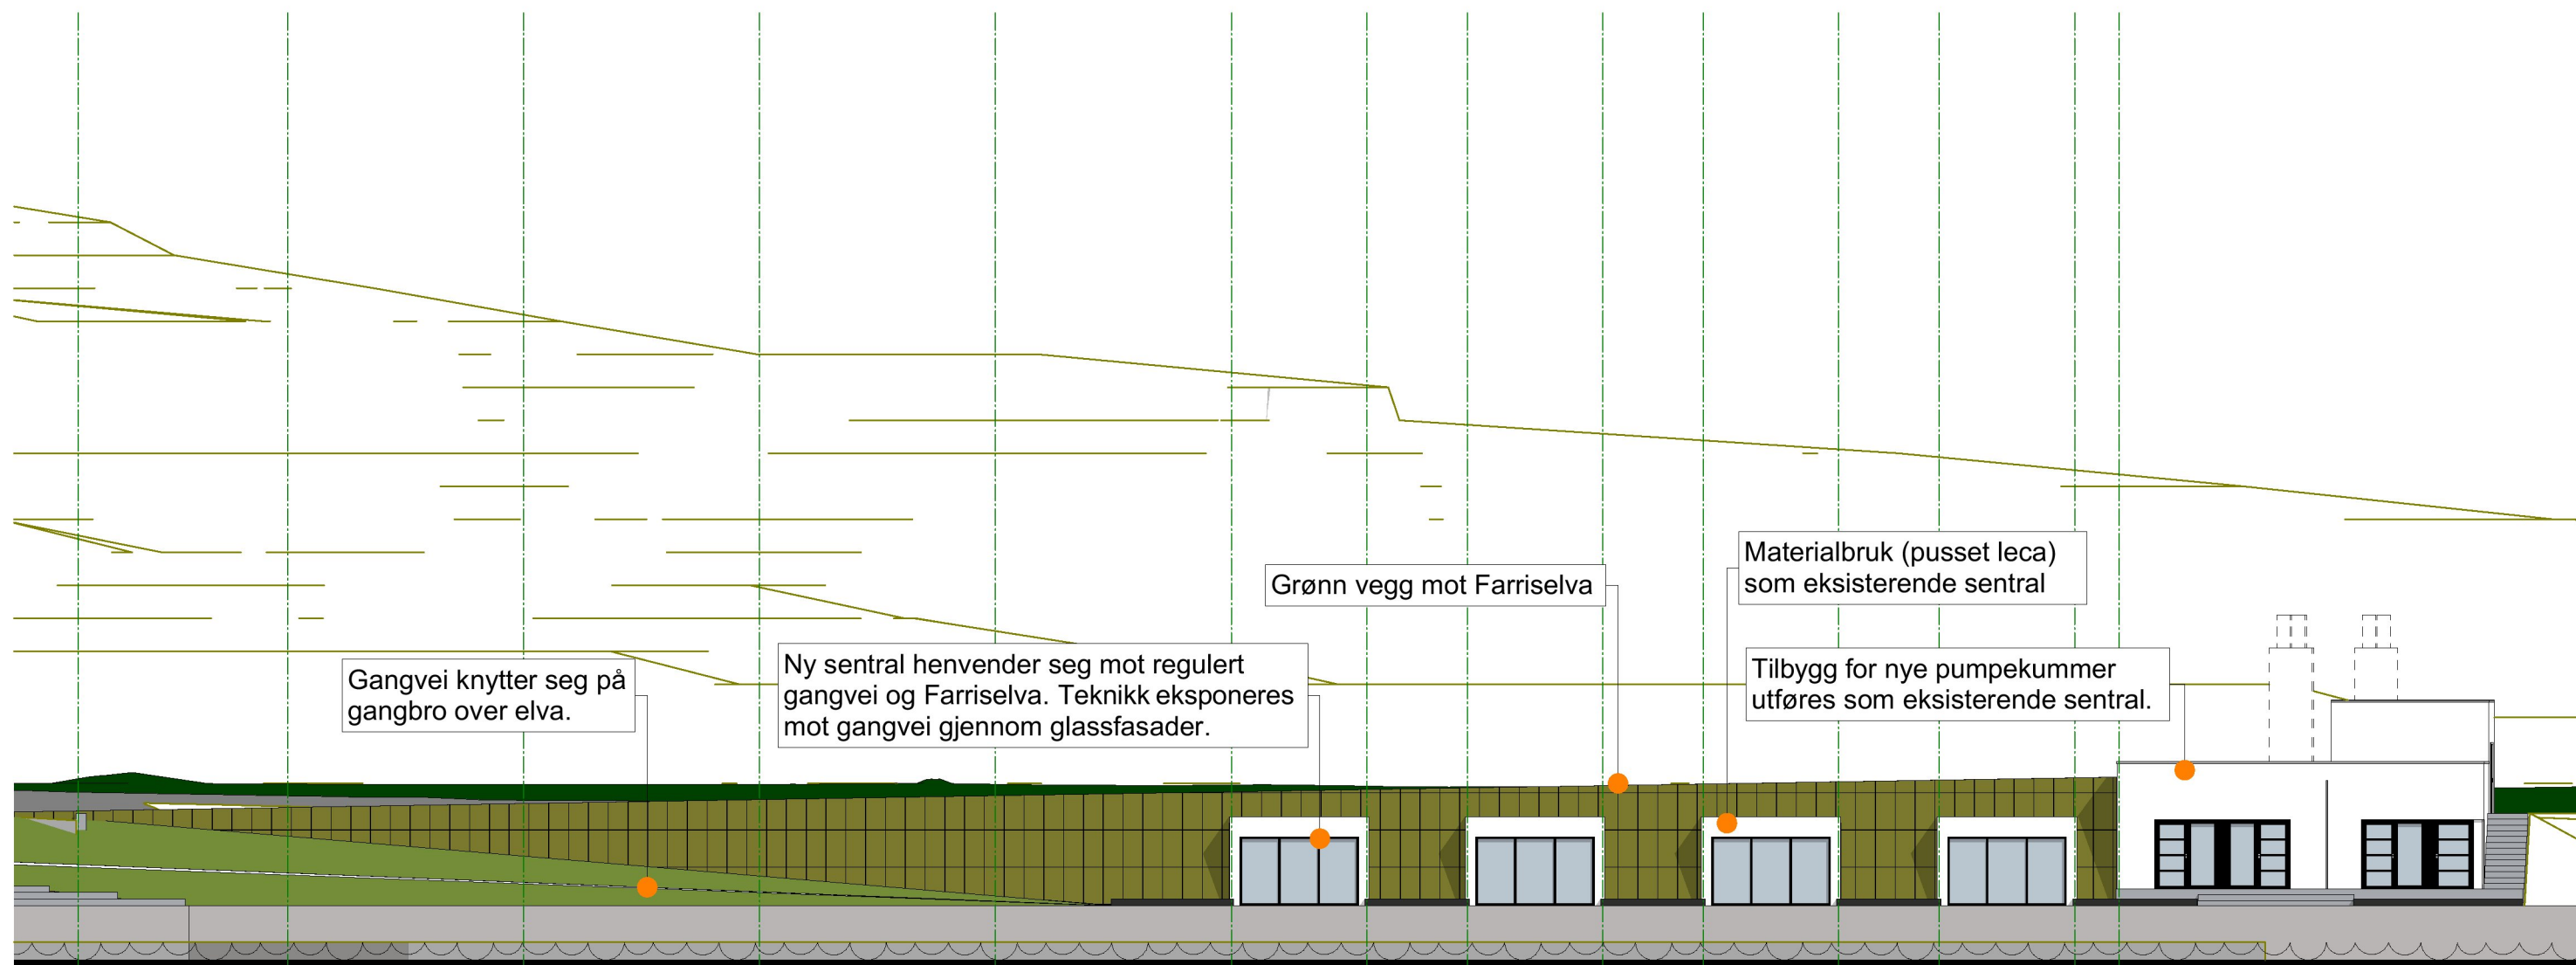 Grønn vegg mot Farriselva
Materialbruk (pusset leca)
som eksisterende sentral
Gangvei knytter seg på
gangbro over elva.
Ny sentral henvender seg mot regulert
gangvei og Farriselva. Teknikk eksponeres
mot gangvei gjennom glassfasader.
Tilbygg for nye pumpekummer
utføres som eksisterende sentral.